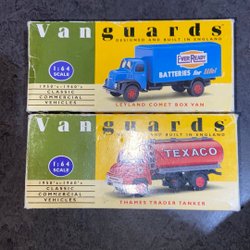 Vanguards
DESIGNED AND BUILT IN ENGLAND
1:64
SCALE
1950's-1960's
CLASSIC
COMMERCIAL
VEHICLES
EVER READY
BATTERIES for life!
LEYLAND COMET BOX VAN
Vanguards
AND BUILT IN ENGLAND
1:64
SCALE
1950's-1960's
CLASSIC
COMMERCIAL
VEHICLES
TEXACO
THAMES TRADER TANKER